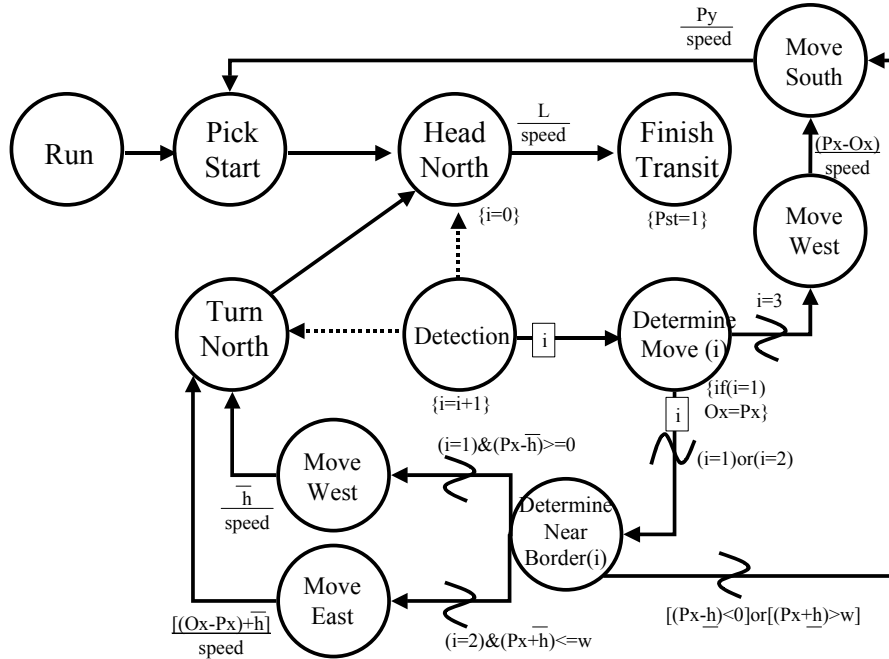 Py
speed
Move
South
Run
Pick
Start
Head
North
{i=0}
L
speed
Finish
Transit
{Pst=1}
(Px-Ox)
speed
Move
West
Turn
North
Detection
{i=i+1}
i
Determine
Move (i)
{if(i=1)
Ox=Px}
i=3
i
(i=1)or(i=2)
Move
West
h̅
speed
(i=1)&(Px-h̅)>=0
Determine
Near
Border(i)
Move
East
[(Ox-Px)+h̅]
speed
(i=2)&(Px+h̅)<=w
[(Px-h)<0]or[(Px+h)>w]